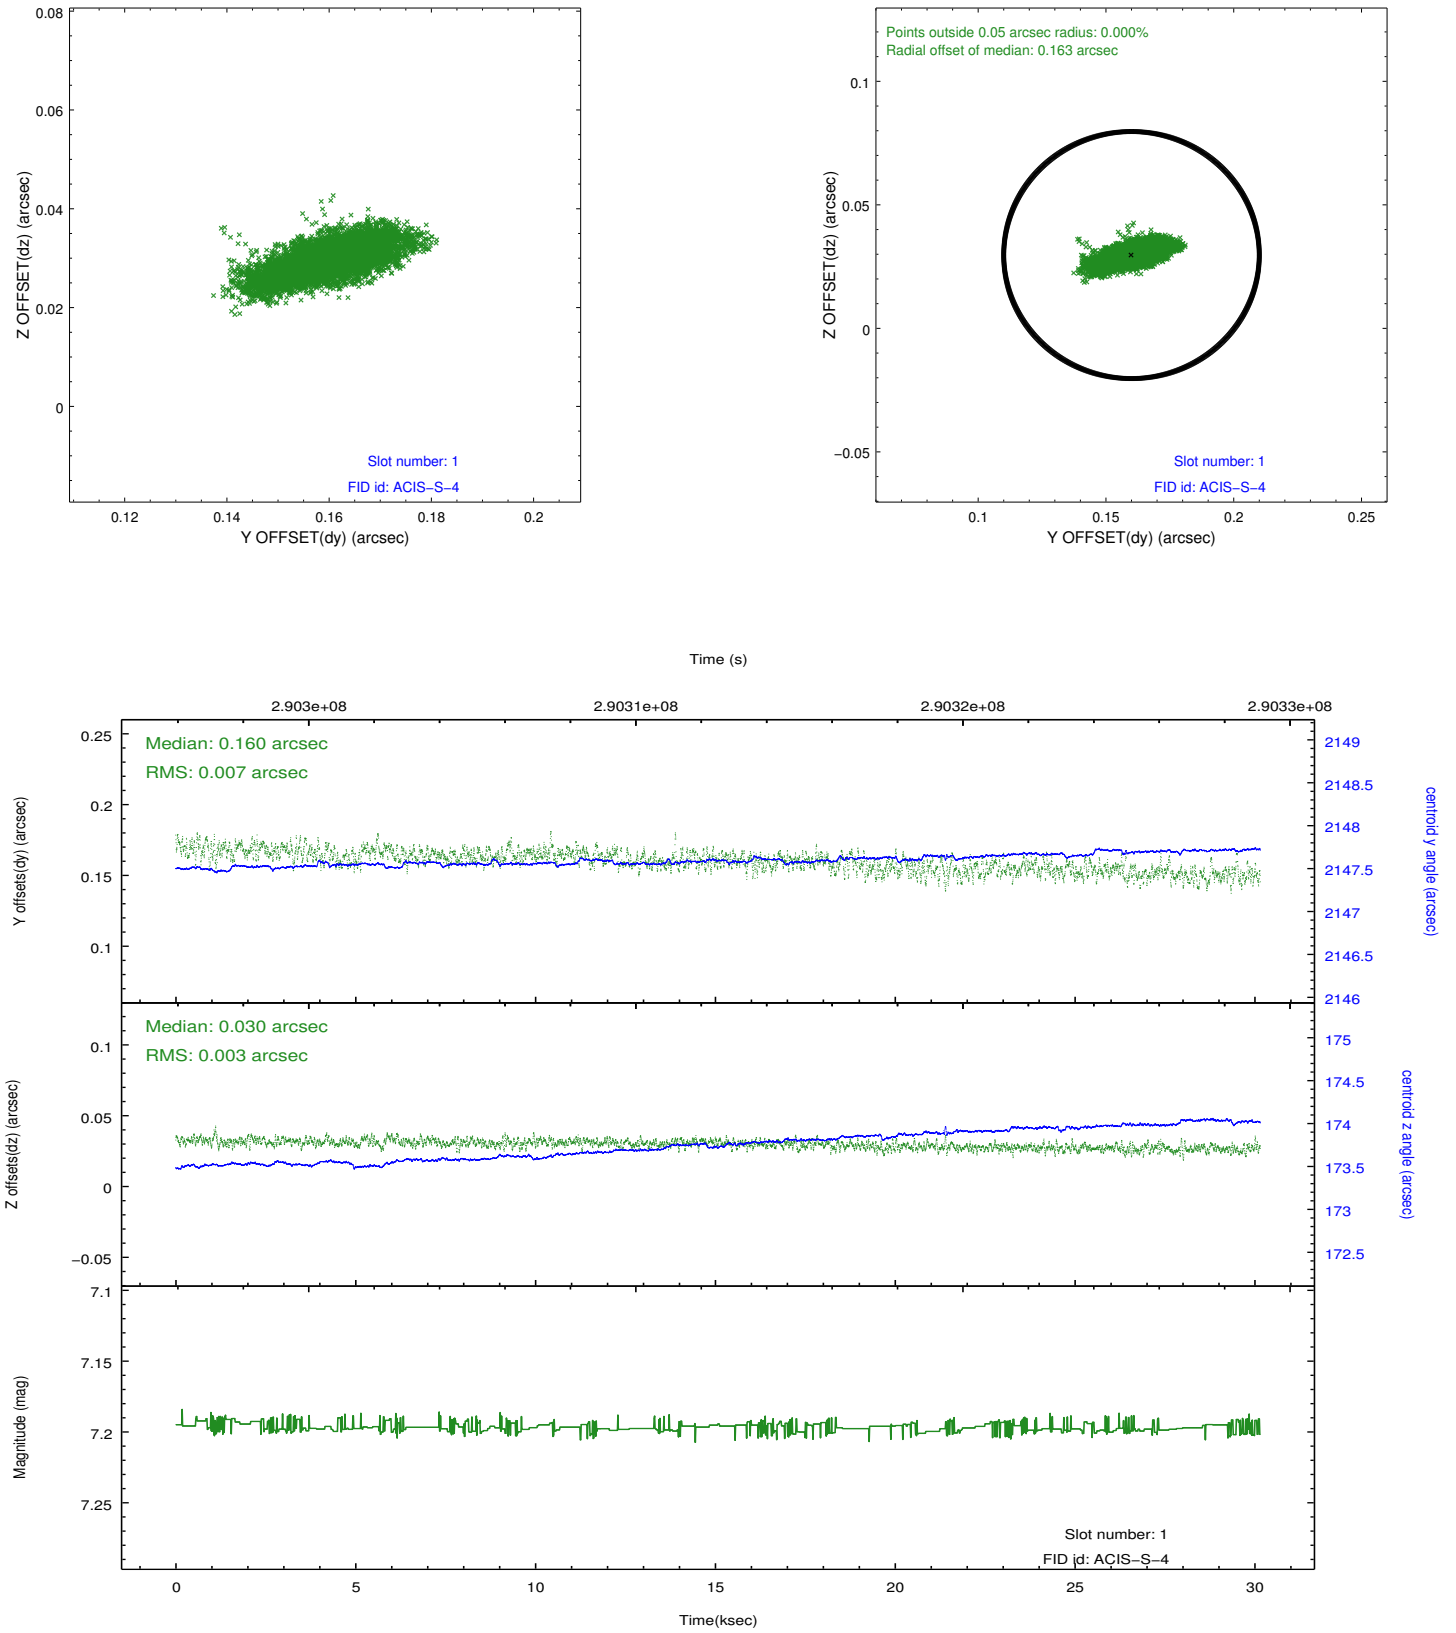 0.08
0.06
0.04
0.02
0
Z OFFSET(dz) (arcsec)
Slot number: 1
FID id: ACIS−S−4
0.12 0.14 0.16 0.18 0.2
Y OFFSET(dy) (arcsec)
Points outside 0.05 arcsec radius: 0.000%
Radial offset of median: 0.163 arcsec
0.1
0.05
0
−0.05
Z OFFSET(dz) (arcsec)
Slot number: 1
FID id: ACIS−S−4
0.1 0.15 0.2 0.25
Y OFFSET(dy) (arcsec)
Time (s)
2.903e+08 2.9031e+08 2.9032e+08 2.9033e+08
Median: 0.160 arcsec
RMS: 0.007 arcsec
0.25
0.2
0.15
0.1
Y offsets(dy) (arcsec)
2149
2148.5
2148
2147.5
2147
2146.5
2146
centroid y angle (arcsec)
Median: 0.030 arcsec
RMS: 0.003 arcsec
0.1
0.05
0
−0.05
Z offsets(dz) (arcsec)
175
174.5
174
173.5
173
172.5
centroid z angle (arcsec)
7.1
7.15
7.2
7.25
Magnitude (mag)
Slot number: 1
FID id: ACIS−S−4
0 5 10 15 20 25 30
Time(ksec)